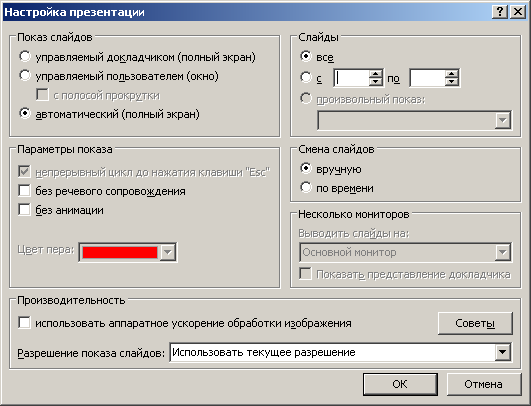 Настройка презентации
Показ слайдов
управляемый докладчиком (полный экран)
управляемый пользователем (окно)
с полосой прокрутки
автоматический (полный экран)
Слайды
все
с
по
произвольный показ:
Параметры показа
непрерывный цикл до нажатия клавиши "Esc"
без речевого сопровождения
без анимации
Цвет пера:
Смена слайдов
вручную
по времени
Несколько мониторов
Выводить слайды на:
Основной монитор
Показать представление докладчика
Производительность
использовать аппаратное ускорение обработки изображения
Советы
Разрешение показа слайдов:
Использовать текущее разрешение
ОК
Отмена